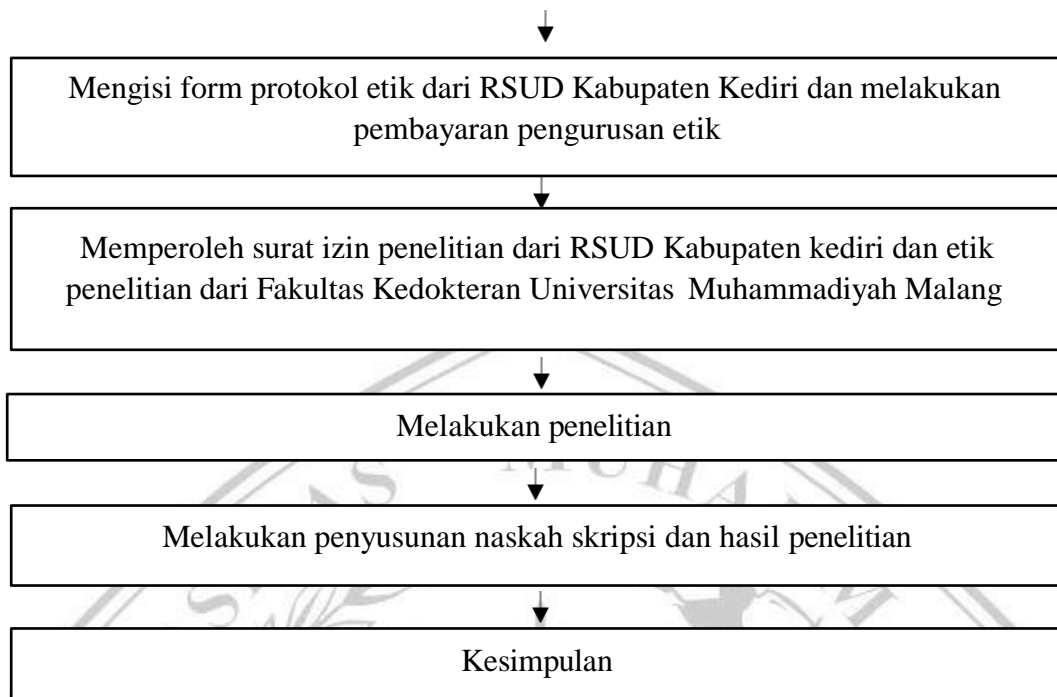 Mengisi form protokol etik dari RSUD Kabupaten Kediri dan melakukan
pembayaran pengurusan etik
Memperoleh surat izin penelitian dari RSUD Kabupaten kediri dan etik
penelitian dari Fakultas Kedokteran Universitas Muhammadiyah Malang
Melakukan penelitian
Melakukan penyusunan naskah skripsi dan hasil penelitian
Kesimpulan